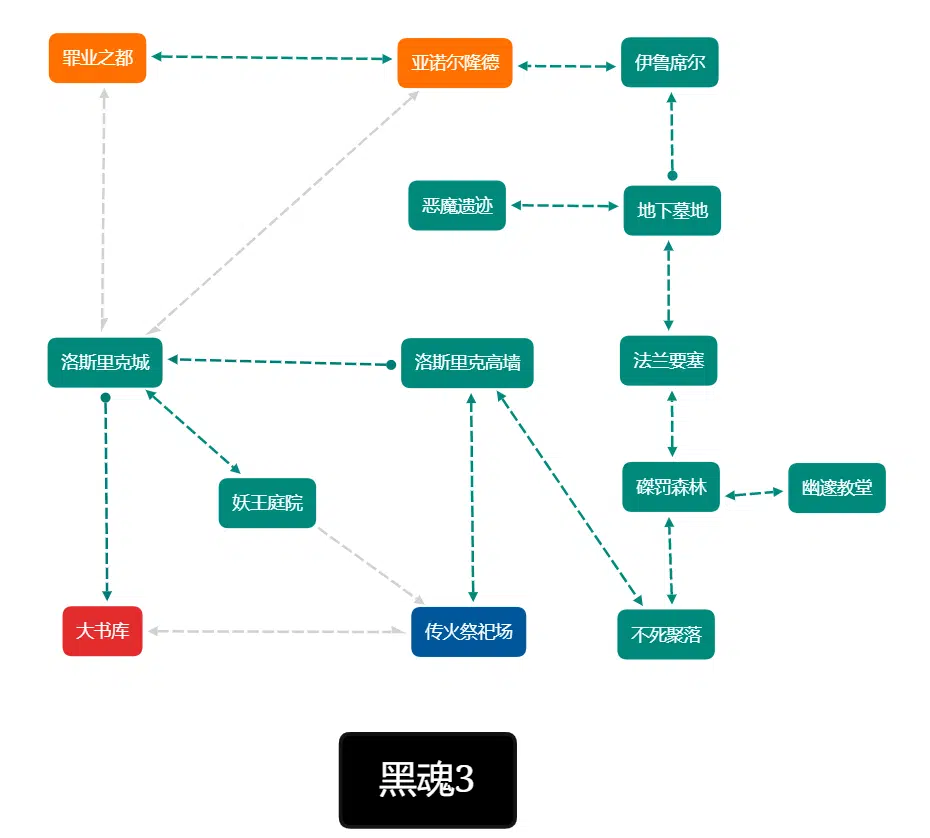 罪业之都
亚诺尔隆德
伊鲁席尔
恶魔遗迹
地下墓地
洛斯里克城
洛斯里克高墙
法兰要塞
妖王庭院
磔罚森林
幽邃教堂
大书库
传火祭祀场
不死聚落
黑魂3